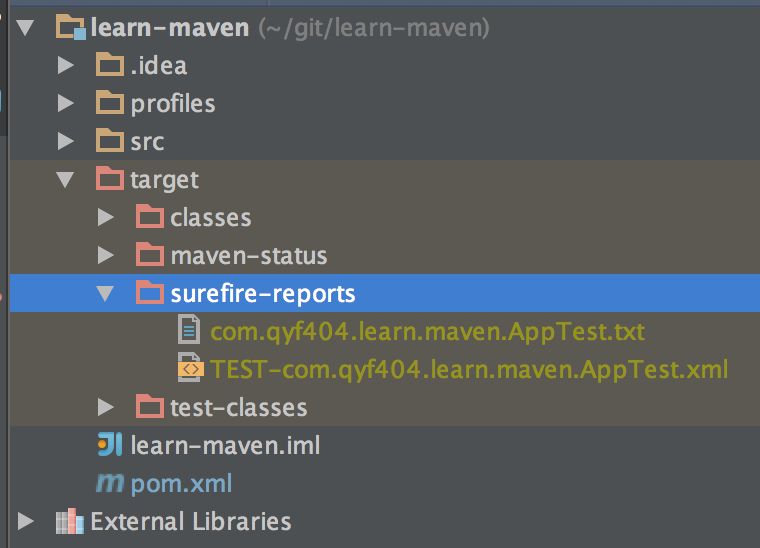 learn-maven (~/git/learn-maven)
.idea
profiles
src
target
classes
maven-status
surefire-reports
com.qyf404.learn.maven.AppTest.txt
TEST-com.qyf404.learn.maven.AppTest.xml
test-classes
learn-maven.iml
pom.xml
External Libraries